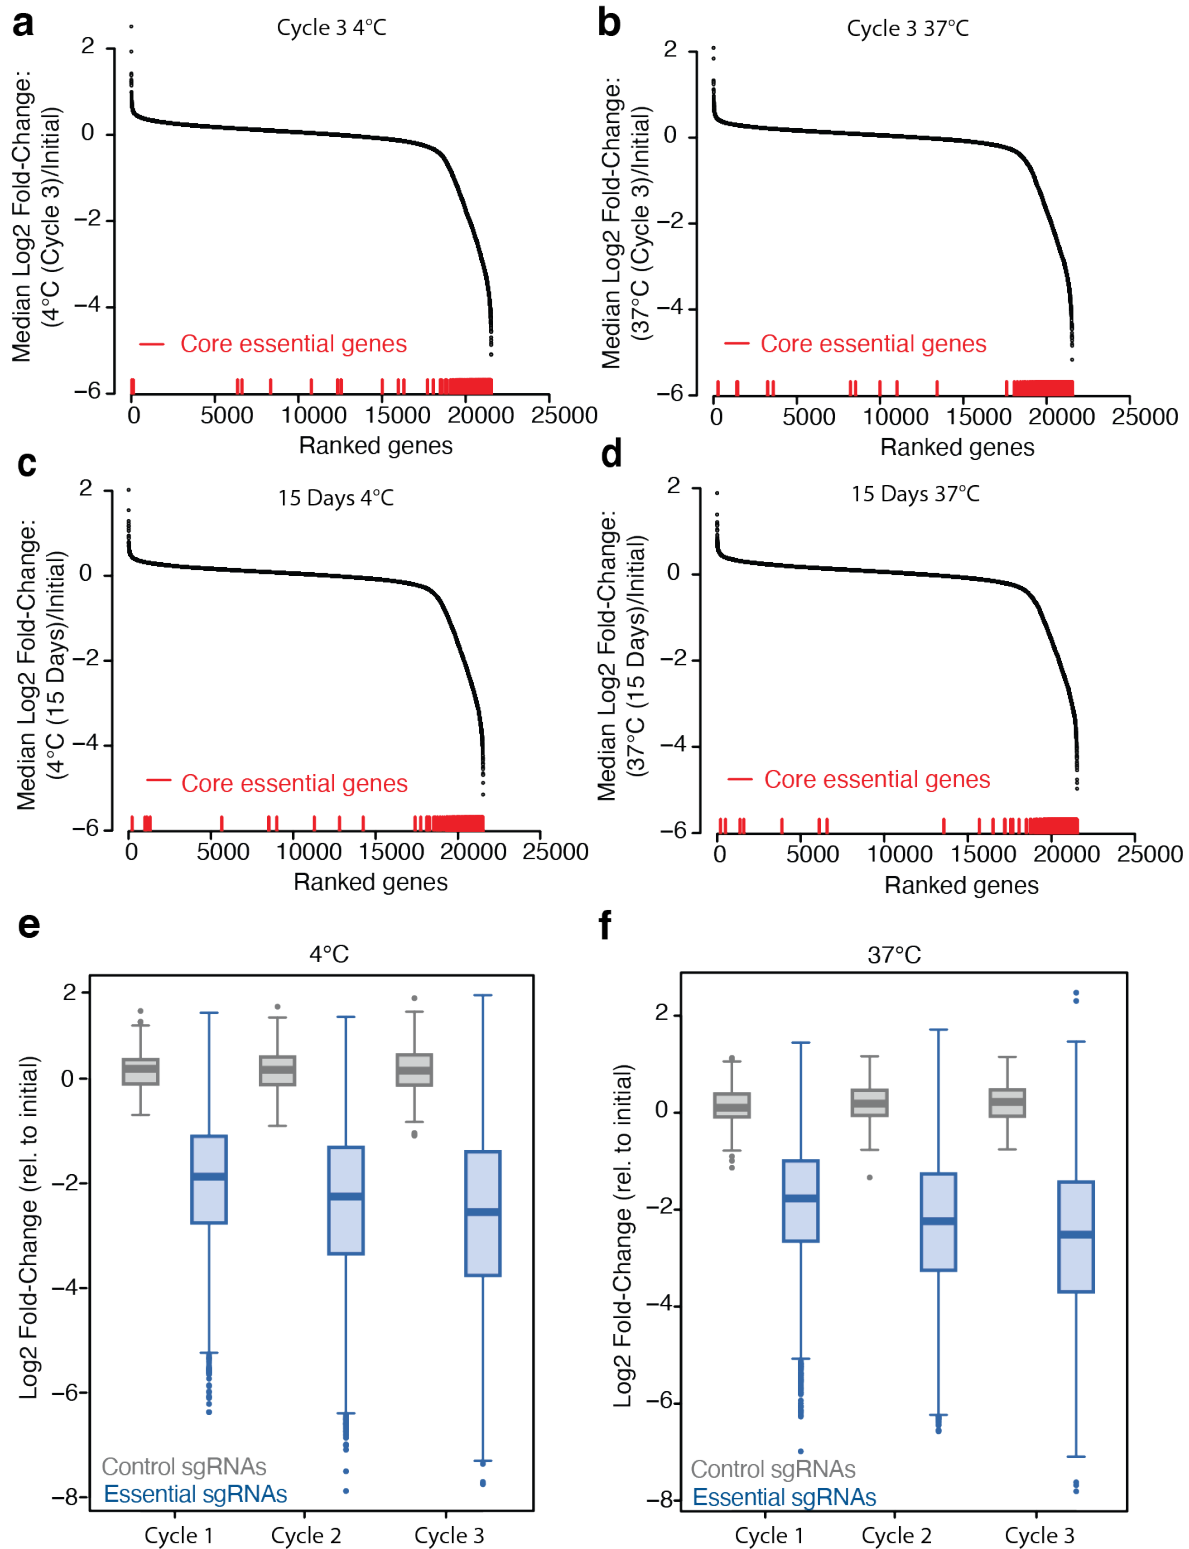 a
Cycle 3 4°C
Median Log2 Fold-Change:
(4°C (Cycle 3)/Initial)
2
0
−2
−4
−6
Core essential genes
0 5000 10000 15000 20000 25000
Ranked genes
b
Cycle 3 37°C
Median Log2 Fold-Change:
(37°C (Cycle 3)/Initial)
2
0
−2
−4
−6
Core essential genes
0 5000 10000 15000 20000 25000
Ranked genes
c
15 Days 4°C
Median Log2 Fold-Change:
(4°C (15 Days)/Initial)
2
0
−2
−4
−6
Core essential genes
0 5000 10000 15000 20000 25000
Ranked genes
d
15 Days 37°C
Median Log2 Fold-Change:
(37°C (15 Days)/Initial)
2
0
−2
−4
−6
Core essential genes
0 5000 10000 15000 20000 25000
Ranked genes
e
4°C
Log2 Fold-Change (rel. to initial)
2
0
−2
−4
−6
−8
Control sgRNAs
Essential sgRNAs
Cycle 1 Cycle 2 Cycle 3
f
37°C
Log2 Fold-Change (rel. to initial)
2
0
−2
−4
−6
−8
Control sgRNAs
Essential sgRNAs
Cycle 1 Cycle 2 Cycle 3